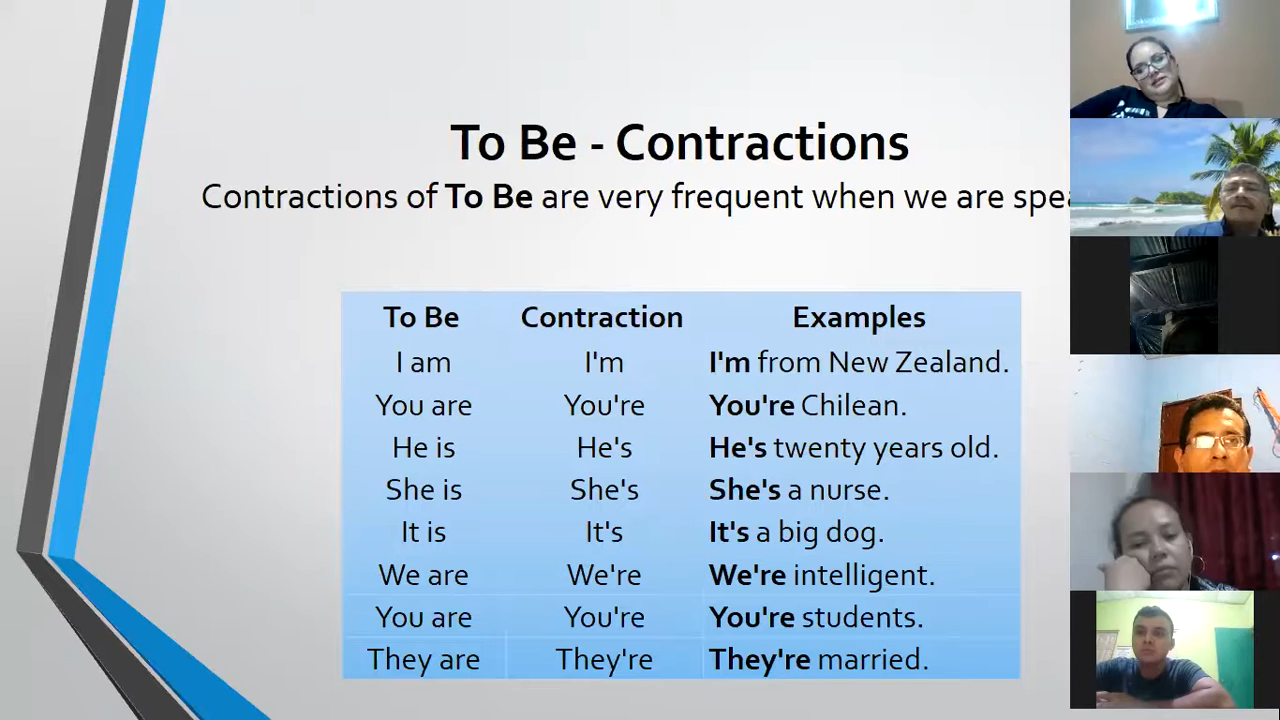 To Be - Contractions
Contractions of To Be are very frequent when we are
To Be Contraction Examples
I am I'm I'm from New Zealand.
You are You're You're Chilean.
He is He's He's twenty years old.
She is She's She's a nurse.
It is It's It's a big dog.
We are We're We're intelligent.
You are You're You're students.
They are They're They're married.